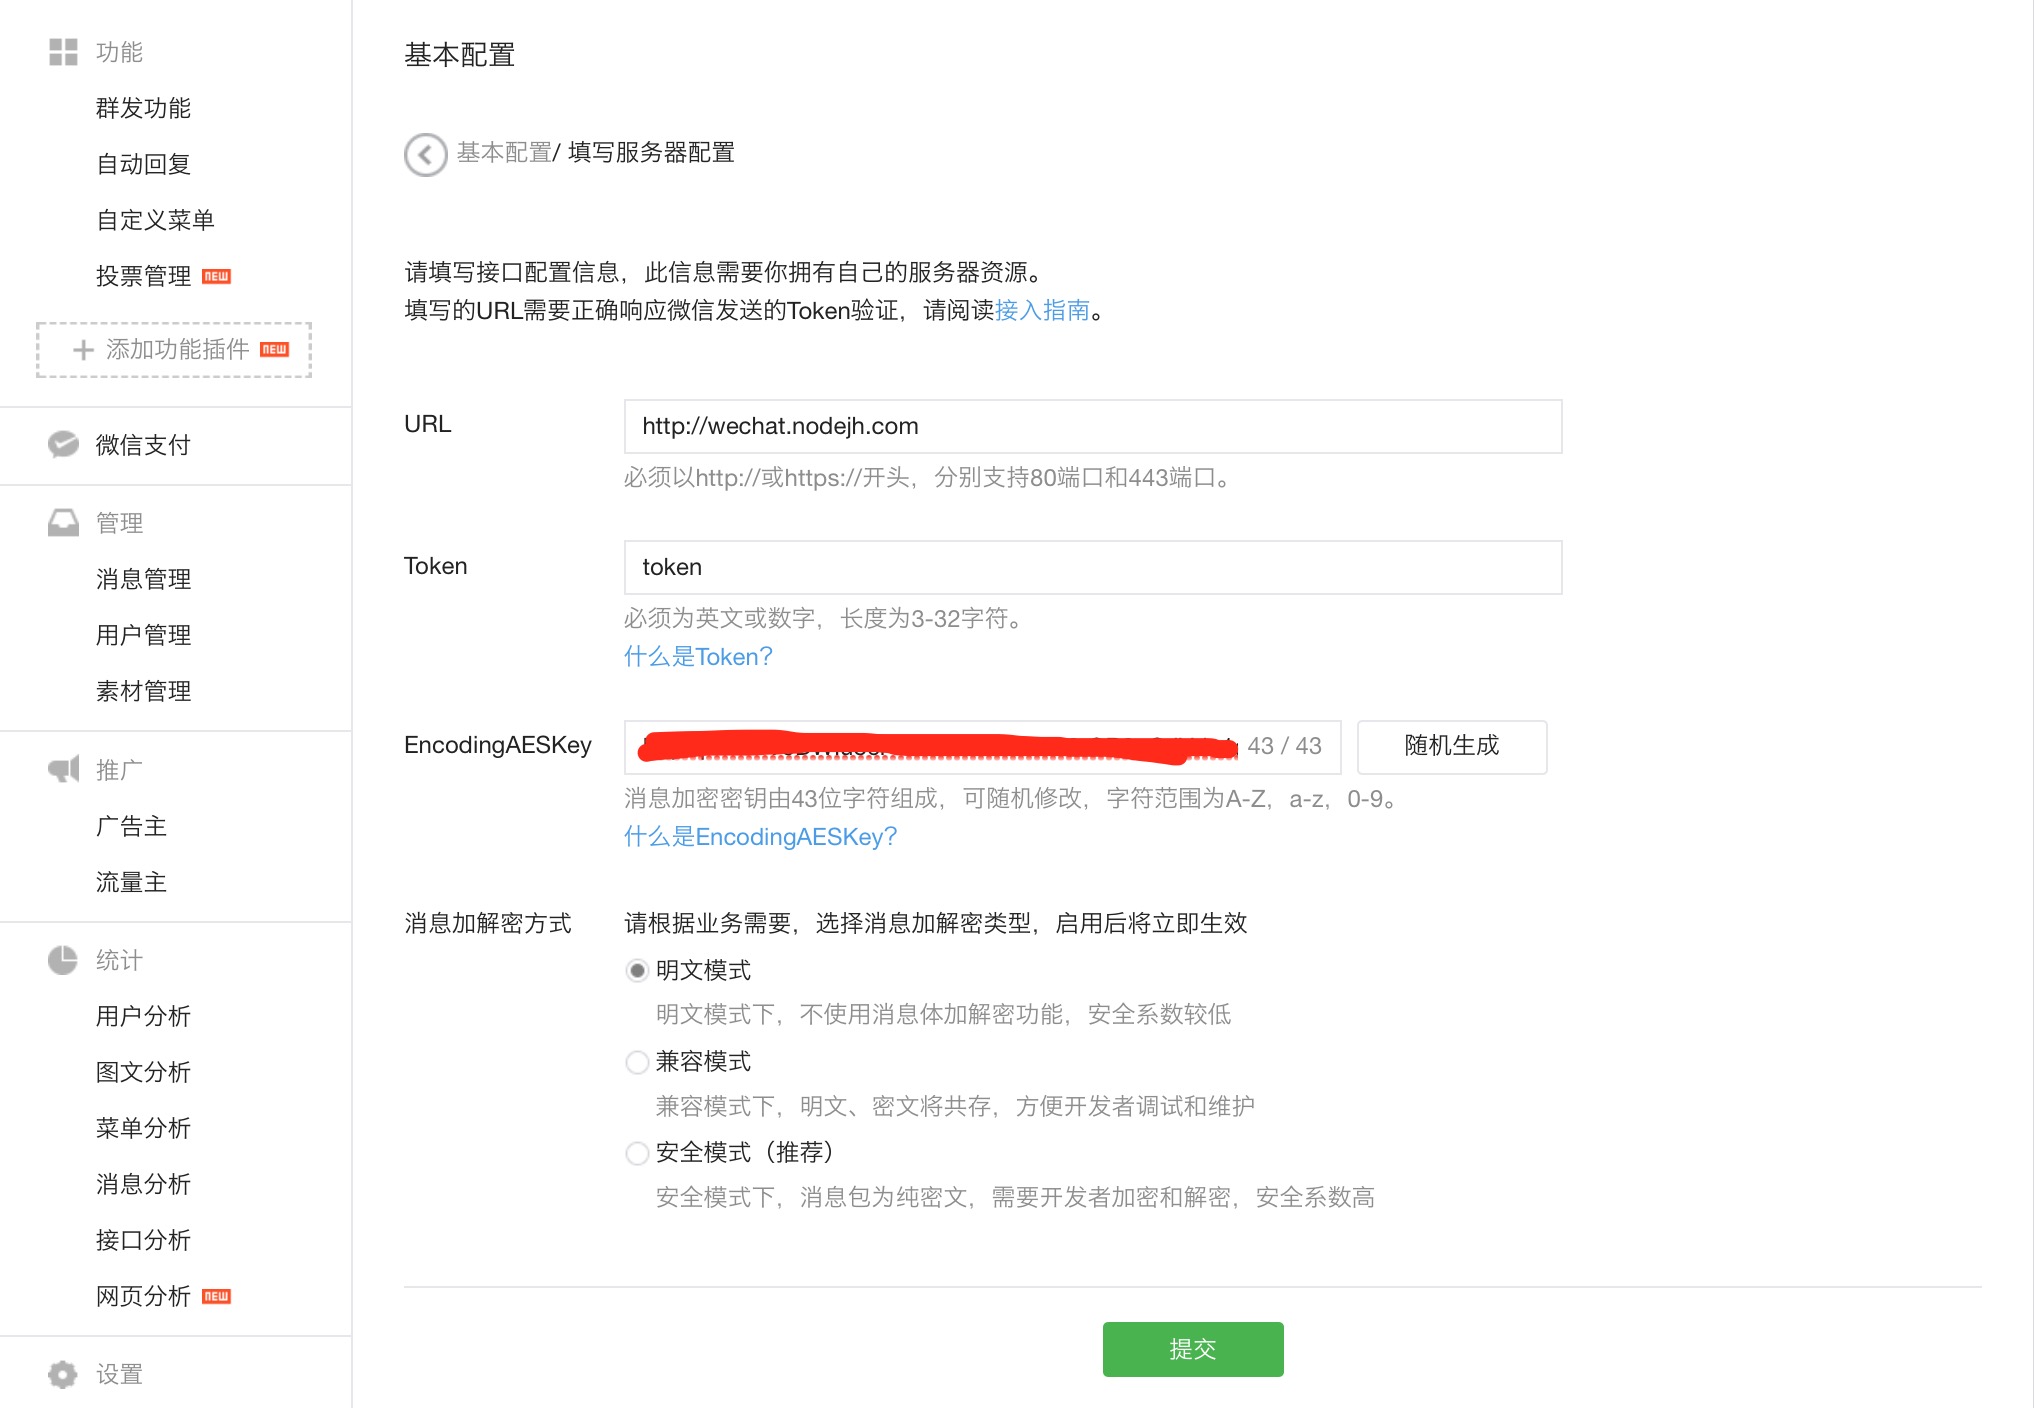 功能
群发功能
自动回复
自定义菜单
投票管理 NEW
添加功能插件 NEW
微信支付
管理
消息管理
用户管理
素材管理
推广
广告主
流量主
统计
用户分析
图文分析
菜单分析
消息分析
接口分析
网页分析 NEW
设置
基本配置
基本配置/ 填写服务器配置
请填写接口配置信息，此信息需要你拥有自己的服务器资源。
填写的URL需要正确响应微信发送的Token验证，请阅读接入指南。
URL
http://wechat.nodejh.com
必须以http://或https://开头，分别支持80端口和443端口。
Token
token
必须为英文或数字，长度为3-32字符。
什么是Token?
EncodingAESKey
43 / 43
随机生成
消息加密密钥由43位字符组成，可随机修改，字符范围为A-Z，a-z，0-9。
什么是EncodingAESKey?
消息加解密方式
请根据业务需要，选择消息加解密类型，启用后将立即生效
明文模式
明文模式下，不使用消息体加解密功能，安全系数较低
兼容模式
兼容模式下，明文、密文将共存，方便开发者调试和维护
安全模式（推荐）
安全模式下，消息包为纯密文，需要开发者加密和解密，安全系数高
提交